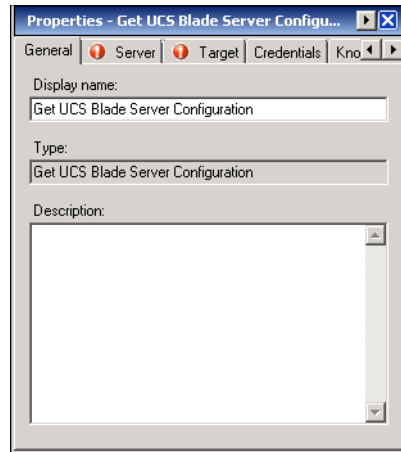 Properties - Get UCS Blade Server Configu...
General Server Target Credentials Kno
Display name:
Get UCS Blade Server Configuration
Type:
Get UCS Blade Server Configuration
Description: